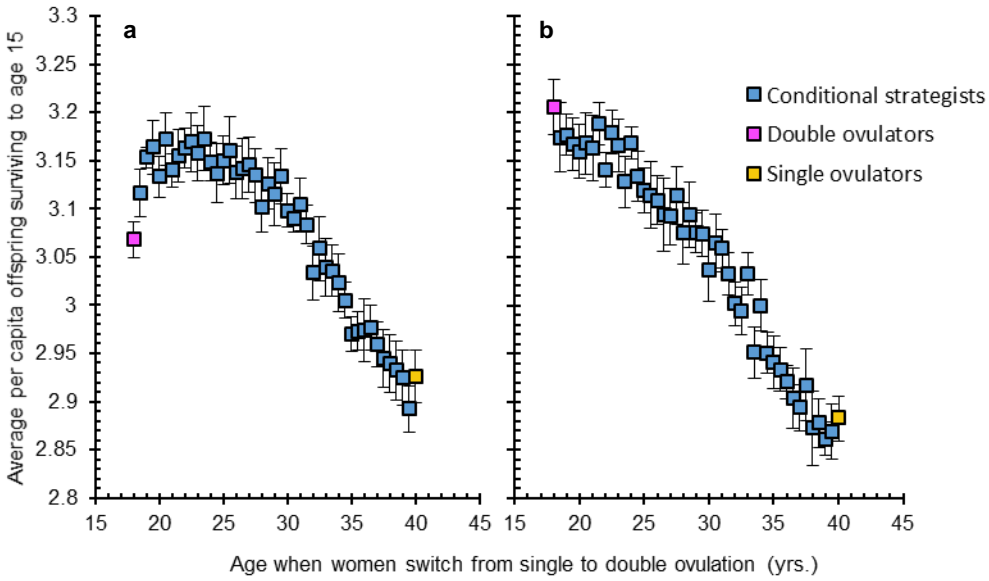 a
b
Average per capita offspring surviving to age 15
3.3
3.25
3.2
3.15
3.1
3.05
3
2.95
2.9
2.85
2.8
Conditional strategists
Double ovulators
Single ovulators
15 20 25 30 35 40 45
15 20 25 30 35 40 45
Age when women switch from single to double ovulation (yrs.)